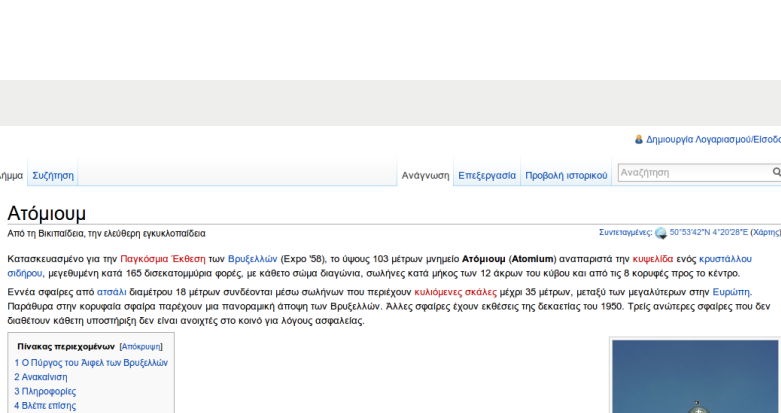 Δημιουργία Λογαριασμού/Είσοδο
λήμμα Συζήτηση Ανάγνωση Επεξεργασία Προβολή ιστορικού Αναζήτηση
Ατόμιουμ
Από τη Βικιπαίδεια, την ελεύθερη εγκυκλοπαίδεια
Συντεταγμένες: 50°53′42″N 4°20′28″E (Χάρτης)
Κατασκευασμένο για την Παγκόσμια Έκθεση των Βρυξελλών (Expo '58), το ύψους 103 μέτρων μνημείο Ατόμιουμ (Atomium) αναπαριστά την κυψελίδα ενός κρυστάλλου
σιδήρου, μεγεθυμένη κατά 165 δισεκατομμύρια φορές, με κάθετο σώμα διαγώνια, σωλήνες κατά μήκος των 12 άκρων του κύβου και από τις 8 κορυφές προς το κέντρο.
Εννέα σφαίρες από ατσάλι διαμέτρου 18 μέτρων συνδέονται μέσω σωλήνων που περιέχουν κυλιόμενες σκάλες μέχρι 35 μέτρων, μεταξύ των μεγαλύτερων στην Ευρώπη.
Παράθυρα στην κορυφαία σφαίρα παρέχουν μια πανοραμική άποψη των Βρυξελλών. Άλλες σφαίρες έχουν εκθέσεις της δεκαετίας του 1950. Τρείς ανώτερες σφαίρες που δεν
διαθέτουν κάθετη υποστήριξη δεν είναι ανοιχτές στο κοινό για λόγους ασφαλείας.
Πίνακας περιεχομένων [Απόκρυψη]
1 Ο Πύργος του Άιφελ των Βρυξελλών
2 Ανακαίνιση
3 Πληροφορίες
4 Βλέπε επίσης